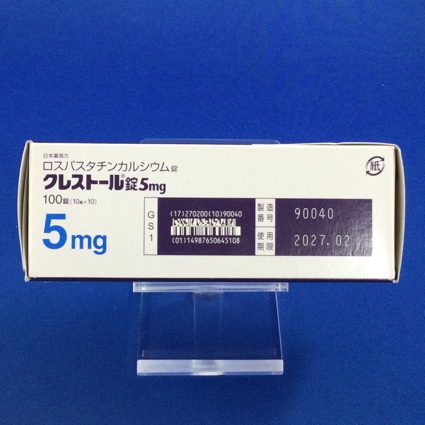 日本薬局方
ロスバスタチンカルシウム錠
クレストール®錠5mg
100錠(10錠×10)
5mg
GS1
(17)270200(10)90040
(01)14987650645108
製造番号 90040
使用期限 2027.02
紙